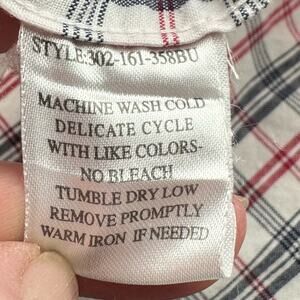 STYLE:302-161-358BU
MACHINE WASH COLD
DELICATE CYCLE
WITH LIKE COLORS-
NO BLEACH
TUMBLE DRY LOW
REMOVE PROMPTLY
WARM IRON IF NEEDED